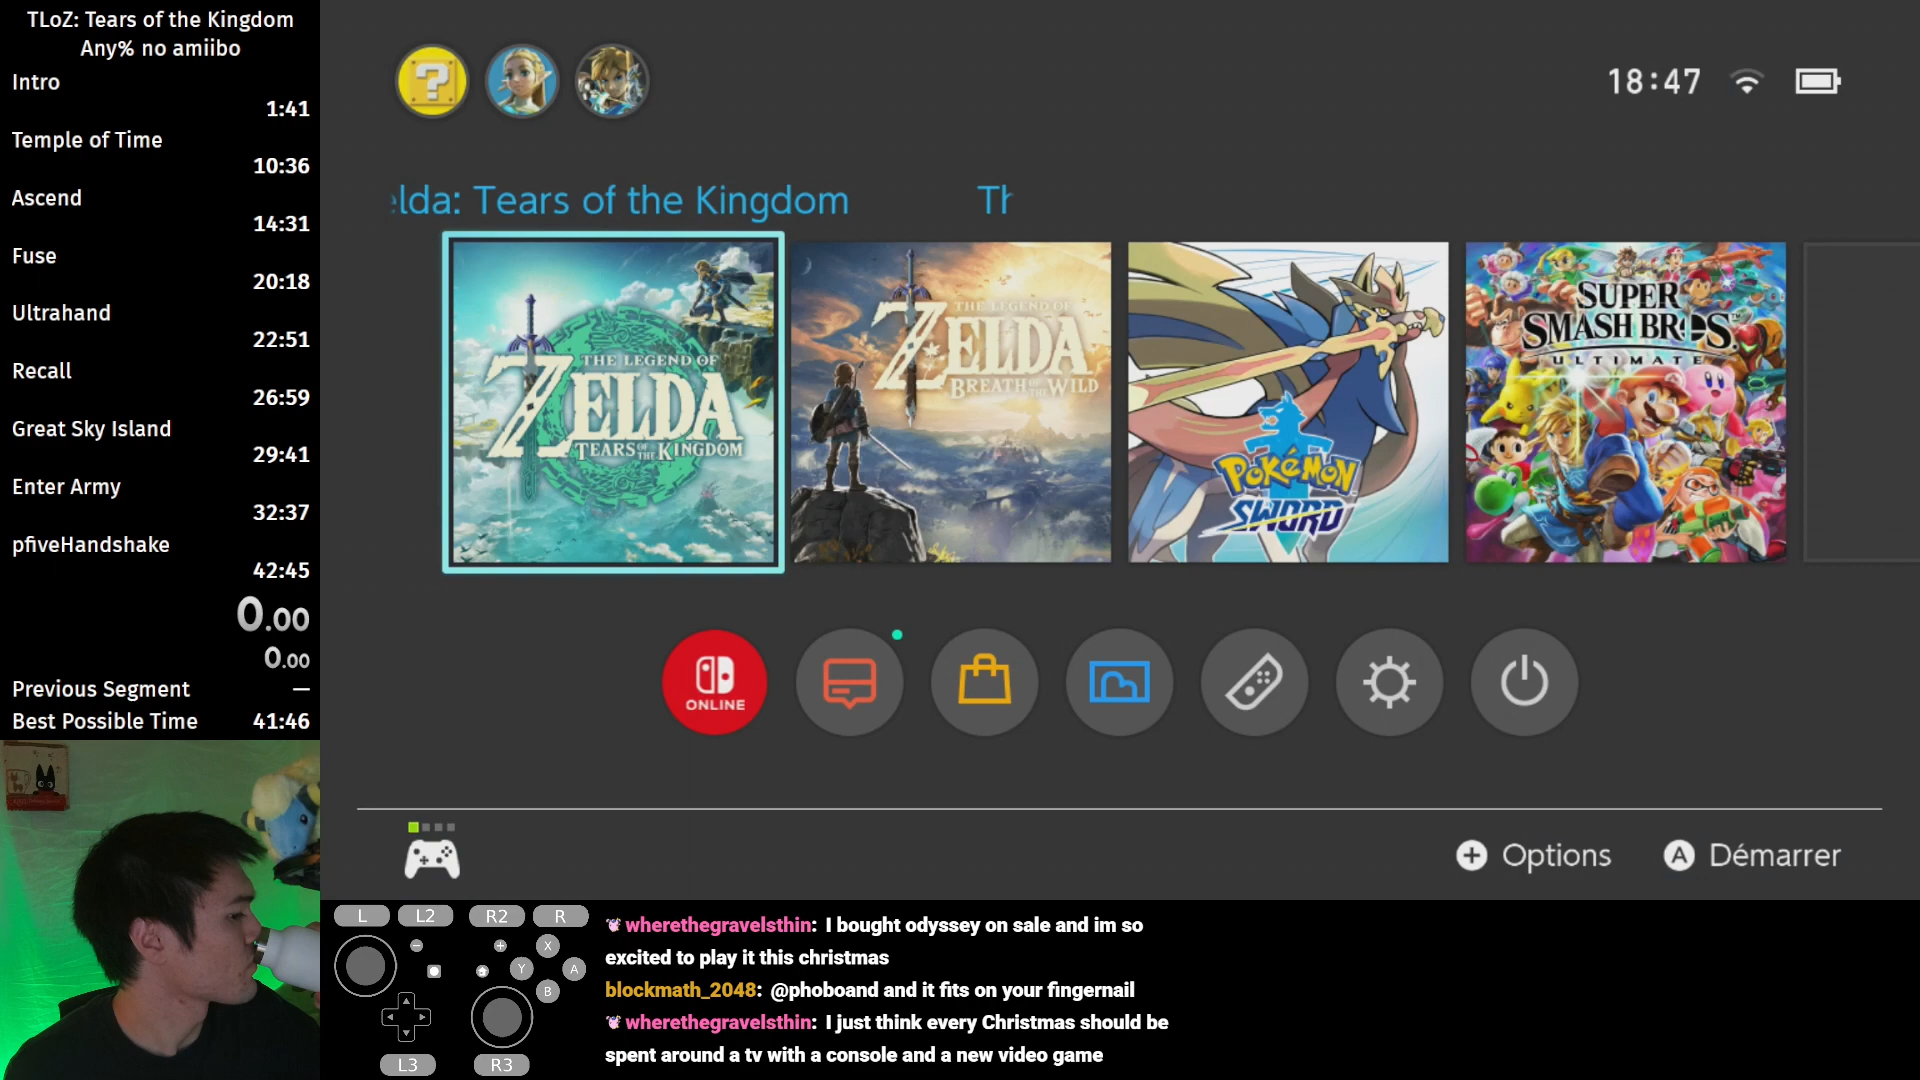 TLoZ: Tears of the Kingdom
Any% no amiibo
Intro
1:41
Temple of Time
10:36
Ascend
14:31
Fuse
20:18
Ultrahand
22:51
Recall
26:59
Great Sky Island
29:41
Enter Army
32:37
pfiveHandshake
42:45
0.00
0.00
Previous Segment —
Best Possible Time 41:46
18:47
elda: Tears of the Kingdom Th
THE LEGEND OF
ZELDA
TEARS OF THE KINGDOM
THE LEGEND OF
ZELDA
BREATH OF THE WILD
POKéMON
SWORD
SUPER
SMASH BROS.
ULTIMATE
ONLINE
+ Options
A Démarrer
L L2 R2 R
X
Y A
B
L3 R3
wherethegravelsthin: I bought odyssey on sale and im so
excited to play it this christmas
blockmath_2048: @phoboand and it fits on your fingernail
wherethegravelsthin: I just think every Christmas should be
spent around a tv with a console and a new video game